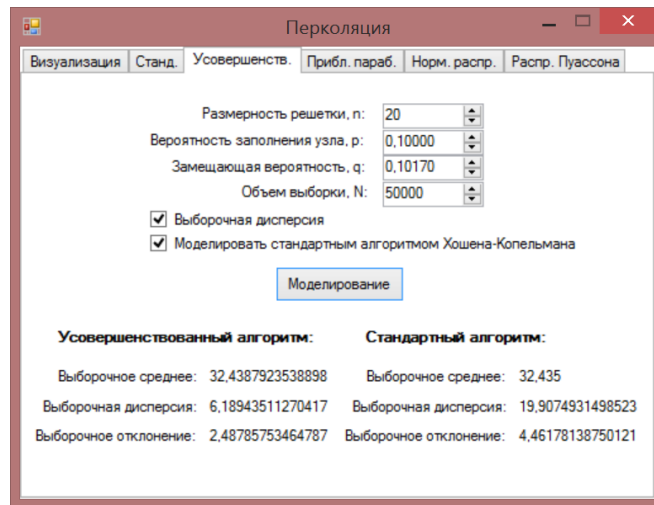 Перколяция
Визуализация Станд. Усовершенств. Прибл. параб. Норм. распр. Распр. Пуассона
Размерность решетки, n: 20
Вероятность заполнения узла, p: 0,10000
Замещающая вероятность, q: 0,10170
Объем выборки, N: 50000
Выборочная дисперсия
Моделировать стандартным алгоритмом Хошена-Копельмана
Моделирование
Усовершенствованный алгоритм: Стандартный алгоритм:
Выборочное среднее: 32,4387923538898 Выборочное среднее: 32,435
Выборочная дисперсия: 6,18943511270417 Выборочная дисперсия: 19,9074931498523
Выборочное отклонение: 2,48785753464787 Выборочное отклонение: 4,46178138750121